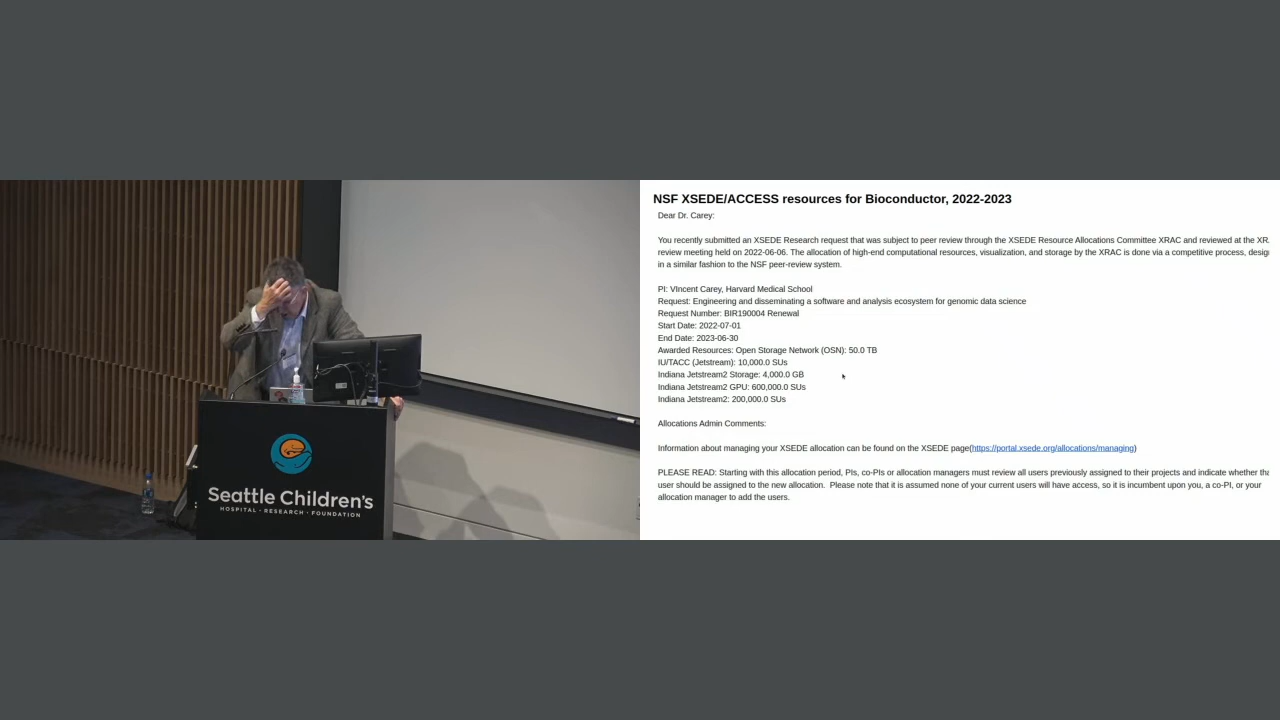 Seattle Children's
HOSPITAL • RESEARCH • FOUNDATION
NSF XSEDE/ACCESS resources for Bioconductor, 2022-2023
Dear Dr. Carey:
You recently submitted an XSEDE Research request that was subject to peer review through the XSEDE Resource Allocations Committee XRAC and reviewed at the XR
review meeting held on 2022-06-06. The allocation of high-end computational resources, visualization, and storage by the XRAC is done via a competitive process, desig
in a similar fashion to the NSF peer-review system.
PI: VIncent Carey, Harvard Medical School
Request: Engineering and disseminating a software and analysis ecosystem for genomic data science
Request Number: BIR190004 Renewal
Start Date: 2022-07-01
End Date: 2023-06-30
Awarded Resources: Open Storage Network (OSN): 50.0 TB
IU/TACC (Jetstream): 10,000.0 SUs
Indiana Jetstream2 Storage: 4,000.0 GB
Indiana Jetstream2 GPU: 600,000.0 SUs
Indiana Jetstream2: 200,000.0 SUs
Allocations Admin Comments:
Information about managing your XSEDE allocation can be found on the XSEDE page(https://portal.xsede.org/allocations/managing)
PLEASE READ: Starting with this allocation period, PIs, co-PIs or allocation managers must review all users previously assigned to their projects and indicate whether tha
user should be assigned to the new allocation.  Please note that it is assumed none of your current users will have access, so it is incumbent upon you, a co-PI, or your
allocation manager to add the users.